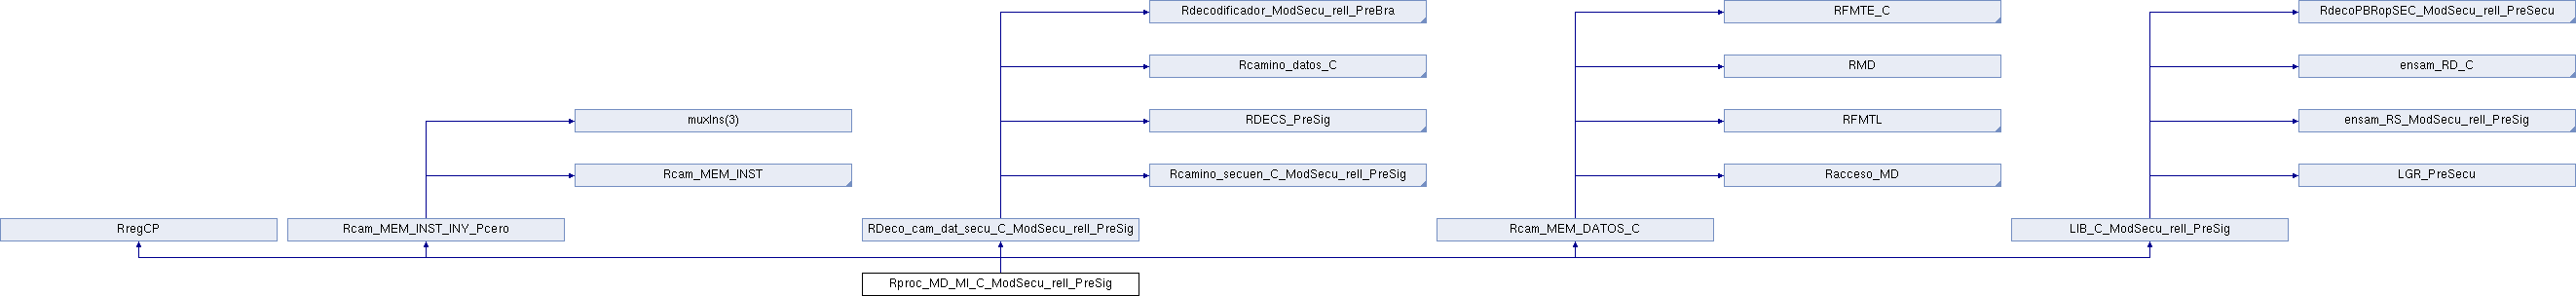 Rdecodificador_ModSecu_rell_PreBra
RFMTE_C
RdecoPBRopSEC_ModSecu_rell_PreSecu
Rcamino_datos_C
RMD
ensam_RD_C
muxIns(3)
RDECS_PreSig
RFMTL
ensam_RS_ModSecu_rell_PreSig
Rcam_MEM_INST
Rcamino_secuen_C_ModSecu_rell_PreSig
Racceso_MD
LGR_PreSecu
RregCP
Rcam_MEM_INST_INY_Pcero
RDeco_cam_dat_secu_C_ModSecu_rell_PreSig
Rcam_MEM_DATOS_C
LIB_C_ModSecu_rell_PreSig
Rproc_MD_MI_C_ModSecu_rell_PreSig